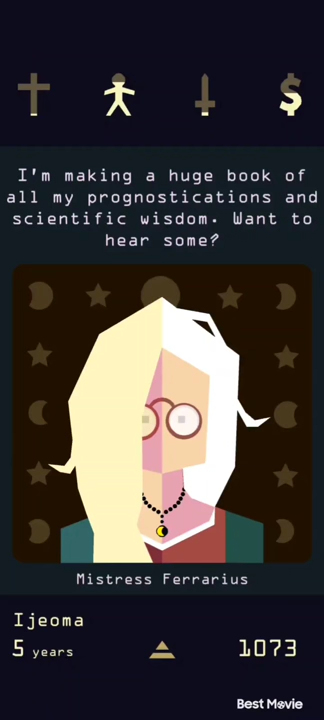 I'm making a huge book of
all my prognostications and
scientific wisdom. Want to
hear some?
Mistress Ferrarius
Ijeoma
5 years
1073
Best Movie